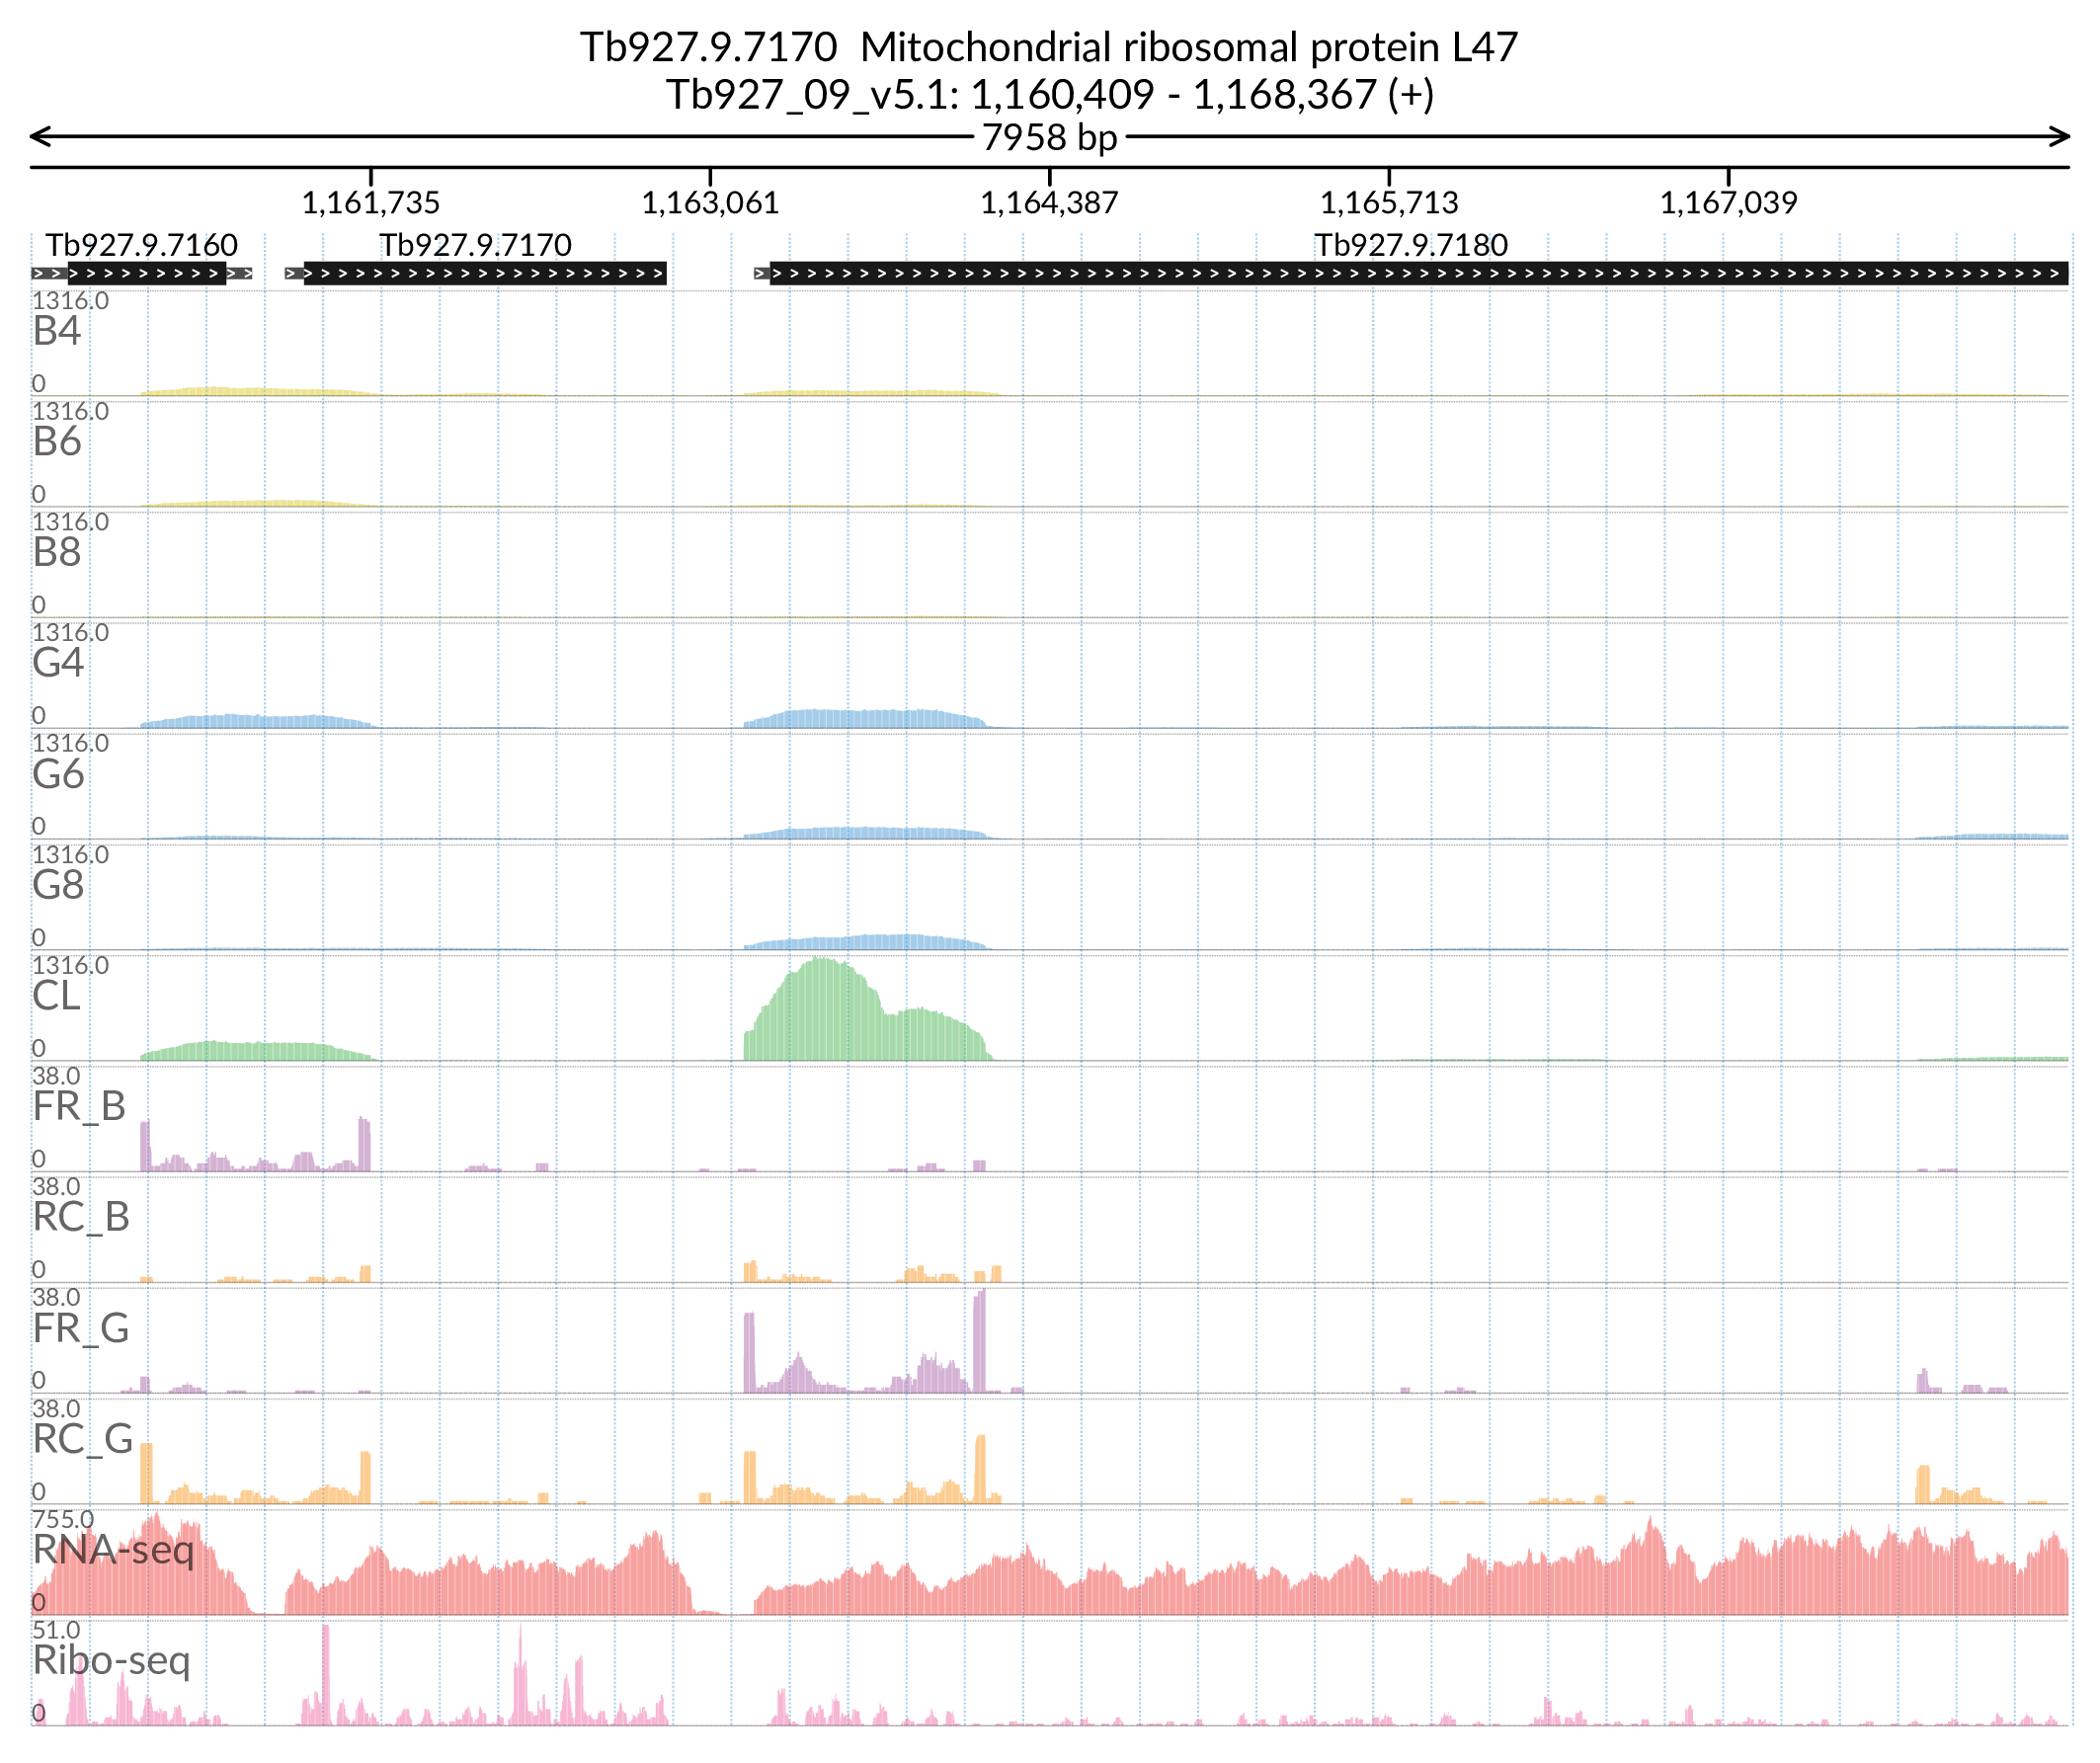 Tb927.9.7170 Mitochondrial ribosomal protein L47
Tb927_09_v5.1: 1,160,409 - 1,168,367 (+)
7958 bp
1,161,735 1,163,061 1,164,387 1,165,713 1,167,039
Tb927.9.7160 Tb927.9.7170 Tb927.9.7180
1316.0
B4
0
1316.0
B6
0
1316.0
B8
0
1316.0
G4
0
1316.0
G6
0
1316.0
G8
0
1316.0
CL
0
38.0
FR_B
0
38.0
RC_B
0
38.0
FR_G
0
38.0
RC_G
0
755.0
RNA-seq
0
51.0
Ribo-seq
0